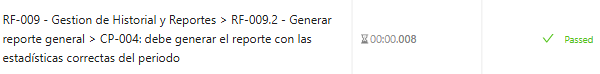 RF-009 - Gestion de Historial y Reportes > RF-009.2 - Generar
reporte general > CP-004: debe generar el reporte con las
estadísticas correctas del periodo
00:00.008
Passed